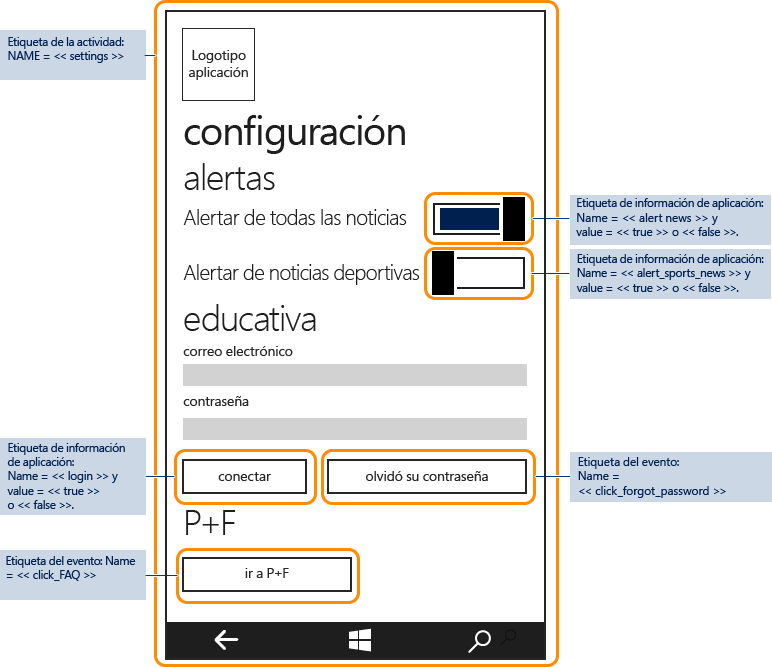 Etiqueta de la actividad:
NAME = << settings >>
Logotipo
aplicación
configuración
alertas
Alertar de todas las noticias
Etiqueta de información de aplicación:
Name = << alert news >> y
value = << true >> o << false >>.
Alertar de noticias deportivas
Etiqueta de información de aplicación:
Name = << alert_sports_news >> y
value = << true >> o << false >>.
educativa
correo electrónico
contraseña
Etiqueta de información
de aplicación:
Name = << login >> y
value = << true >>
o << false >>.
conectar
olvidó su contraseña
Etiqueta del evento:
Name =
<< click_forgot_password >>
P+F
Etiqueta del evento: Name
= << click_FAQ >>
ir a P+F